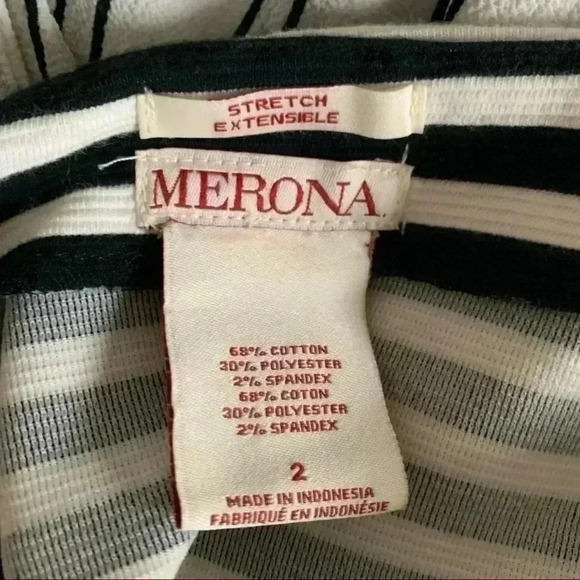 STRETCH
EXTENSIBLE
MERONA
68% COTTON
30% POLYESTER
2% SPANDEX
68% COTON
30% POLYESTER
2% SPANDEX
2
MADE IN INDONESIA
FABRIQUÉ EN INDONÉSIE